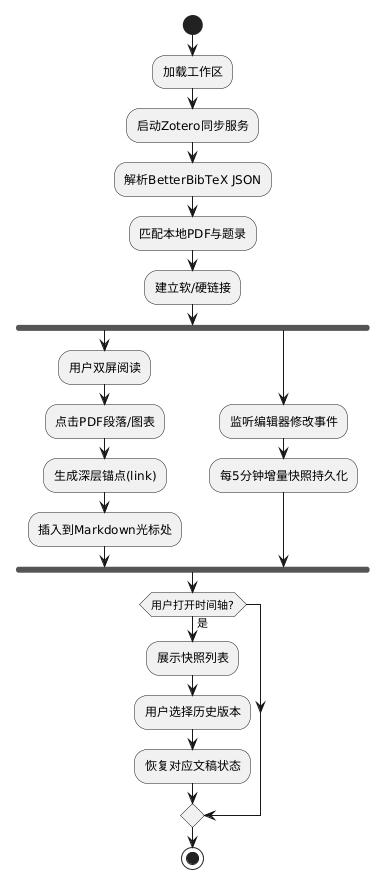 加载工作区
启动Zotero同步服务
解析BetterBibTeX JSON
匹配本地PDF与题录
建立软/硬链接
用户双屏阅读
点击PDF段落/图表
生成深层锚点(link)
插入到Markdown光标处
监听编辑器修改事件
每5分钟增量快照持久化
用户打开时间轴?
是
展示快照列表
用户选择历史版本
恢复对应文稿状态